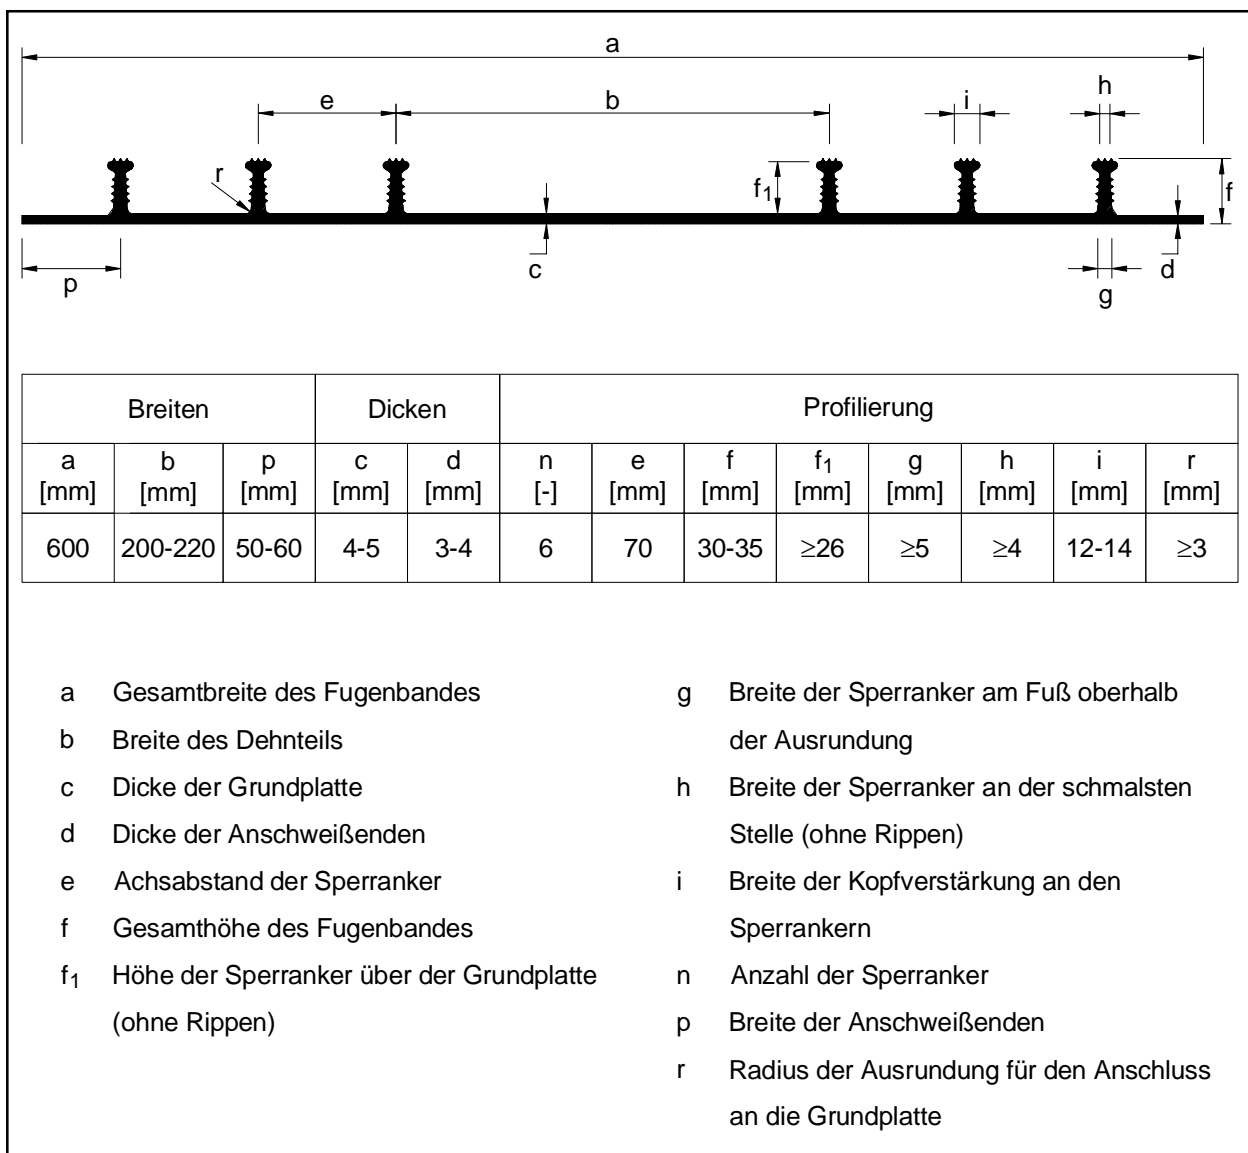 a
e
b
i
h
r
f₁
f
p
c
d
g
Breiten Dicken Profilierung
a b p c d n e f f₁ g h i r
[mm] [mm] [mm] [mm] [mm] [-] [mm] [mm] [mm] [mm] [mm] [mm] [mm]
600 200-220 50-60 4-5 3-4 6 70 30-35 ≥26 ≥5 ≥4 12-14 ≥3
a Gesamtbreite des Fugenbandes
b Breite des Dehnteils
c Dicke der Grundplatte
d Dicke der Anschweißenden
e Achsabstand der Sperranker
f Gesamthöhe des Fugenbandes
f₁ Höhe der Sperranker über der Grundplatte
(ohne Rippen)
g Breite der Sperranker am Fuß oberhalb
der Ausrundung
h Breite der Sperranker an der schmalsten
Stelle (ohne Rippen)
i Breite der Kopfverstärkung an den
Sperrankern
n Anzahl der Sperranker
p Breite der Anschweißenden
r Radius der Ausrundung für den Anschluss
an die Grundplatte